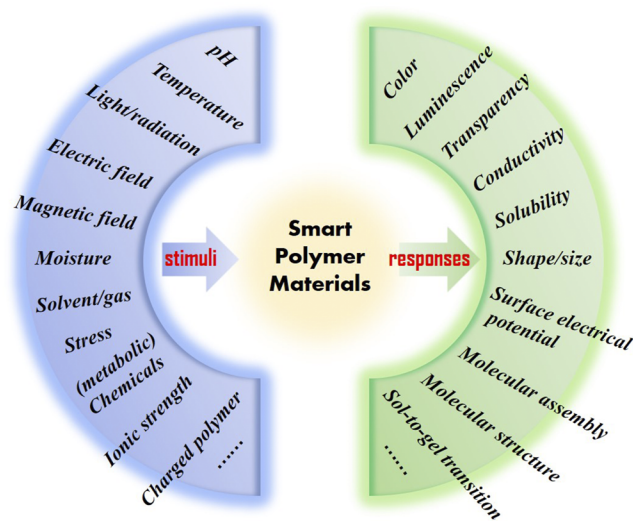 pH
Temperature
Light/radiation
Electric field
Magnetic field
Moisture
Solvent/gas
Stress
(metabolic)
Chemicals
Ionic strength
Charged polymer
......
stimuli
Smart
Polymer
Materials
responses
Color
Luminescence
Transparency
Conductivity
Solubility
Shape/size
Surface electrical
potential
Molecular assembly
Molecular structure
Sol-to-gel transition
......